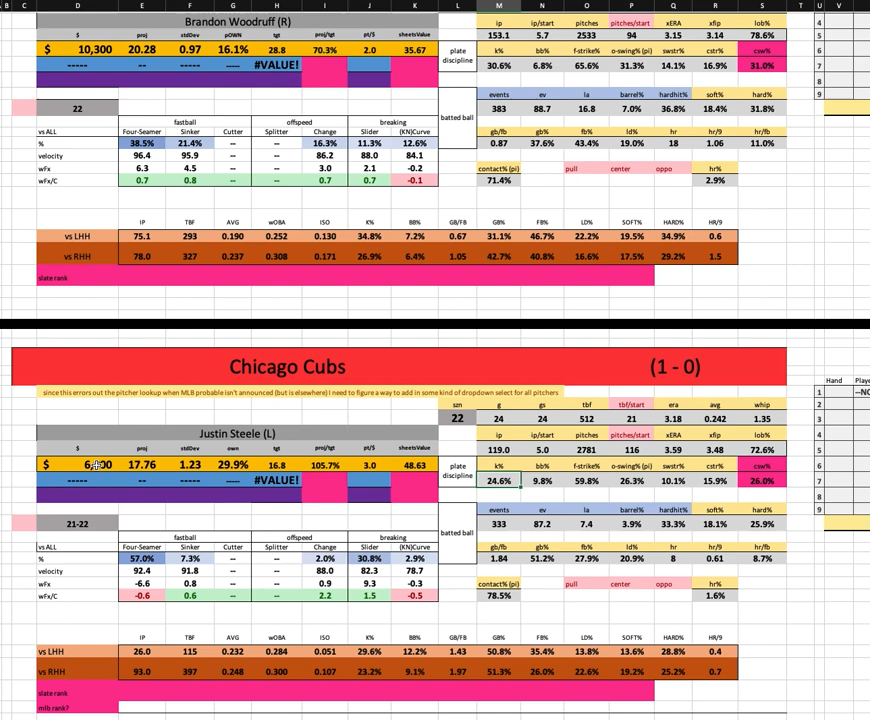 B C D E F G H I J K L M N O P Q R S T U V
Brandon Woodruff (R) ip ip/start pitches pitches/start xERA xfip lob% 4
$ proj stdDev pOWN tgt proj/tgt pt/$ sheetsValue 153.1 5.7 2533 94 3.15 3.14 78.6% 5
$ 10,300 20.28 0.97 16.1% 28.8 70.3% 2.0 35.67 plate discipline k% bb% f-strike% o-swing% (pi) swstr% cstr% csw% 6
----- -- ----- ----- #VALUE! 30.6% 6.8% 65.6% 31.3% 14.1% 16.9% 31.0% 7
8
events ev la barrel% hardhit% soft% hard% 9
22 batted ball 383 88.7 16.8 7.0% 36.8% 18.4% 31.8%
fastball offspeed breaking
vs ALL Four-Seamer Sinker Cutter Splitter Change Slider (KN)Curve gb/fb gb% fb% ld% hr hr/9 hr/fb
% 38.5% 21.4% -- -- 16.3% 11.3% 12.6% 0.87 37.6% 43.4% 19.0% 18 1.06 11.0%
velocity 96.4 95.9 -- -- 86.2 88.0 84.1
wFx 6.3 4.5 -- -- 3.0 2.1 -0.2 contact% (pi) pull center oppo hr%
wFx/C 0.7 0.8 -- -- 0.7 0.7 -0.1 71.4% 2.9%
IP TBF AVG wOBA ISO K% BB% GB/FB GB% FB% LD% SOFT% HARD% HR/9
vs LHH 75.1 293 0.190 0.252 0.130 34.8% 7.2% 0.67 31.1% 46.7% 22.2% 19.5% 34.9% 0.6
vs RHH 78.0 327 0.237 0.308 0.171 26.9% 6.4% 1.05 42.7% 40.8% 16.6% 17.5% 29.2% 1.5
slate rank
Chicago Cubs (1 - 0)
Hand
since this errors out the pitcher lookup when MLB probable isn't announced (but is elsewhere) I need to figure a way to add in some kind of dropdown select for all pitchers 1
szn g gs tbf tbf/start era avg whip 2
22 24 24 512 21 3.18 0.242 1.35 3
Justin Steele (L) ip ip/start pitches pitches/start xERA xfip lob% 4
$ proj stdDev own tgt proj/tgt pt/$ sheetsValue 119.0 5.0 2781 116 3.59 3.48 72.6% 5
$ 17.76 1.23 29.9% 16.8 105.7% 3.0 48.63 plate discipline k% bb% f-strike% o-swing% (pi) swstr% cstr% csw% 6
----- -- ----- ----- #VALUE! 24.6% 9.8% 59.8% 26.3% 10.1% 15.9% 26.0% 7
8
events ev la barrel% hardhit% soft% hard% 9
21-22 batted ball 333 87.2 7.4 3.9% 33.3% 18.1% 25.9%
fastball offspeed breaking
vs ALL Four-Seamer Sinker Cutter Splitter Change Slider (KN)Curve gb/fb gb% fb% ld% hr hr/9 hr/fb
% 57.0% 7.3% -- -- 2.0% 30.8% 2.9% 1.84 51.2% 27.9% 20.9% 8 0.61 8.7%
velocity 92.4 91.8 -- -- 88.0 82.3 78.7
wFx -6.6 0.8 -- -- 0.9 9.3 -0.3 contact% (pi) pull center oppo hr%
wFx/C -0.6 0.6 -- -- 2.2 1.5 -0.5 78.5% 1.6%
IP TBF AVG wOBA ISO K% BB% GB/FB GB% FB% LD% SOFT% HARD% HR/9
vs LHH 26.0 115 0.232 0.284 0.051 29.6% 12.2% 1.43 50.8% 35.4% 13.8% 13.6% 28.8% 0.4
vs RHH 93.0 397 0.248 0.300 0.107 23.2% 9.1% 1.97 51.3% 26.0% 22.6% 19.2% 25.2% 0.7
slate rank
mlb rank?